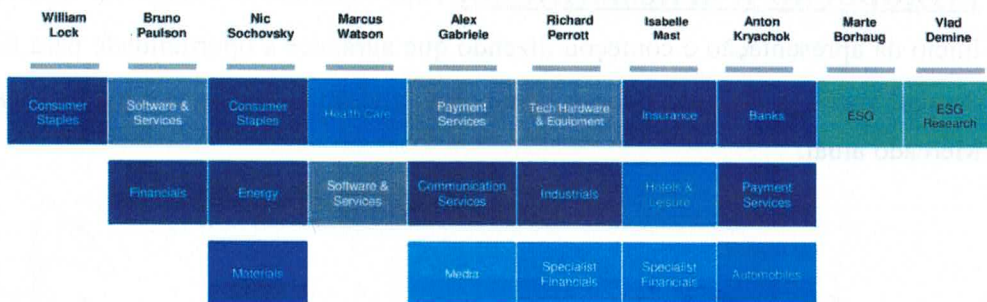 William
Lock
Bruno
Paulson
Nic
Sochovsky
Marcus
Watson
Alex
Gabriele
Richard
Perrott
Isabelle
Mast
Anton
Kryachok
Marte
Borhaug
Vlad
Demine
Consumer
Staples
Software &
Services
Consumer
Staples
Health Care
Payment
Services
Tech Hardware
& Equipment
Insurance
Banks
ESG
ESG
Research
Financials
Energy
Software &
Services
Communication
Services
Industrials
Hotels &
Leisure
Payment
Services
Materials
Media
Specialist
Financials
Specialist
Financials
Automobiles